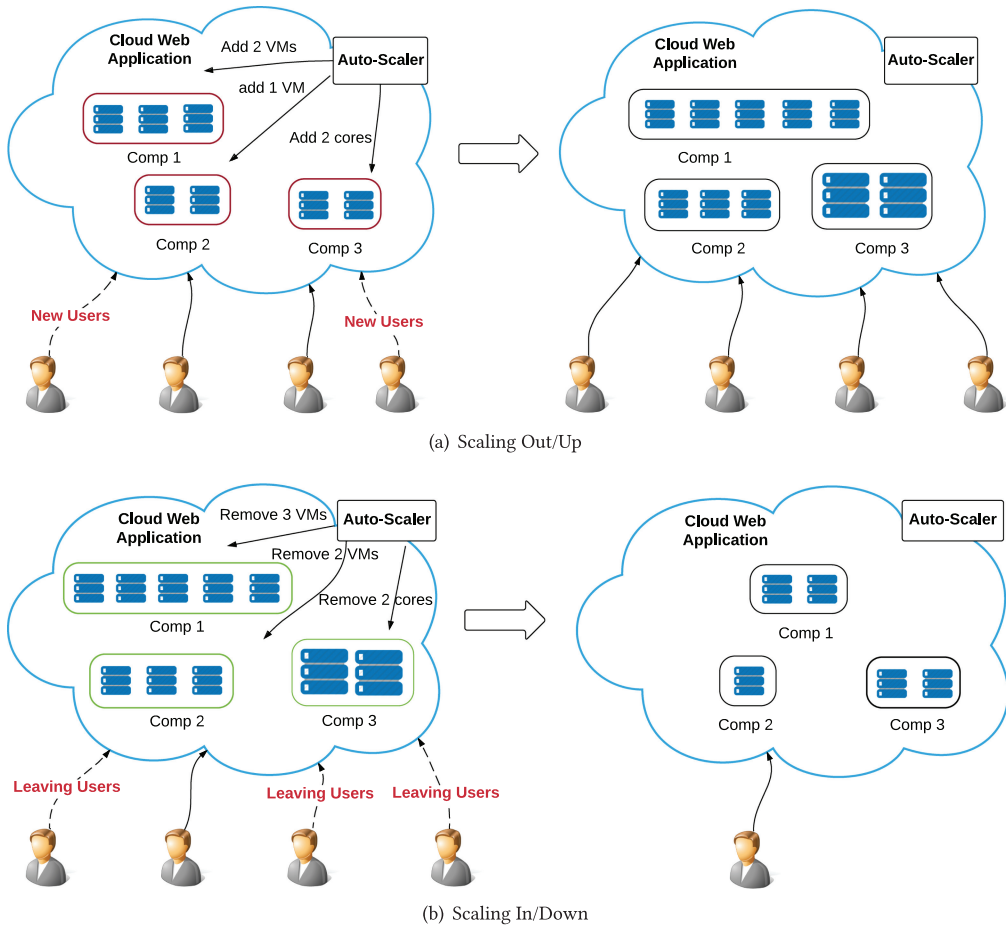 Cloud Web
Application
Add 2 VMs
Auto-Scaler
add 1 VM
Add 2 cores
Comp 1
Comp 2
Comp 3
New Users
New Users
Cloud Web
Application
Auto-Scaler
Comp 1
Comp 2
Comp 3
(a) Scaling Out/Up
Cloud Web
Application
Remove 3 VMs
Auto-Scaler
Remove 2 VMs
Remove 2 cores
Comp 1
Comp 2
Comp 3
Leaving Users
Leaving Users
Leaving Users
Cloud Web
Application
Auto-Scaler
Comp 1
Comp 2
Comp 3
(b) Scaling In/Down